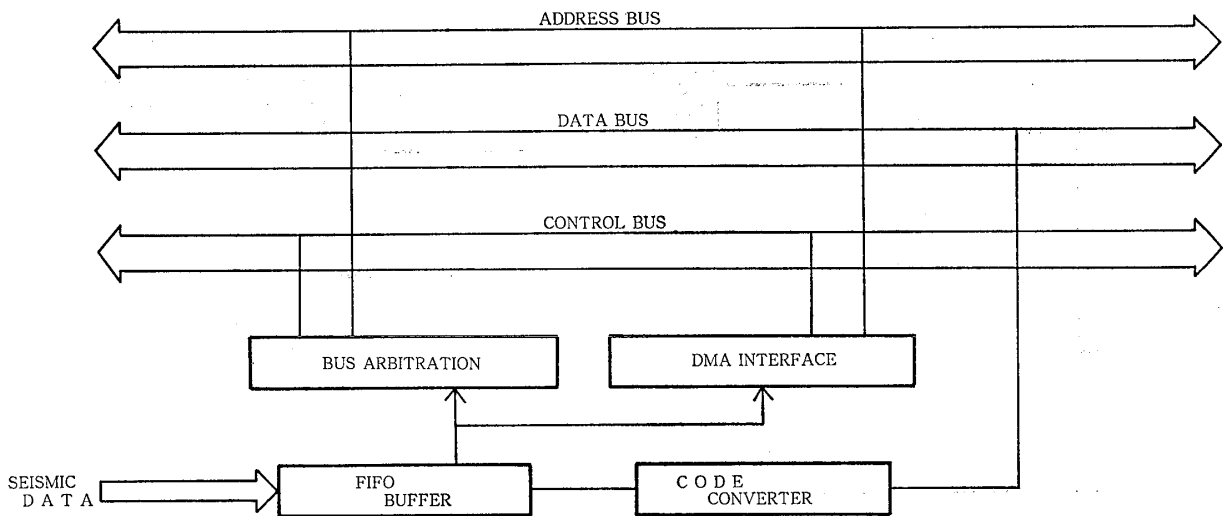 ADDRESS BUS
DATA BUS
CONTROL BUS
BUS ARBITRATION
DMA INTERFACE
SEISMIC
DATA
FIFO
BUFFER
CODE
CONVERTER